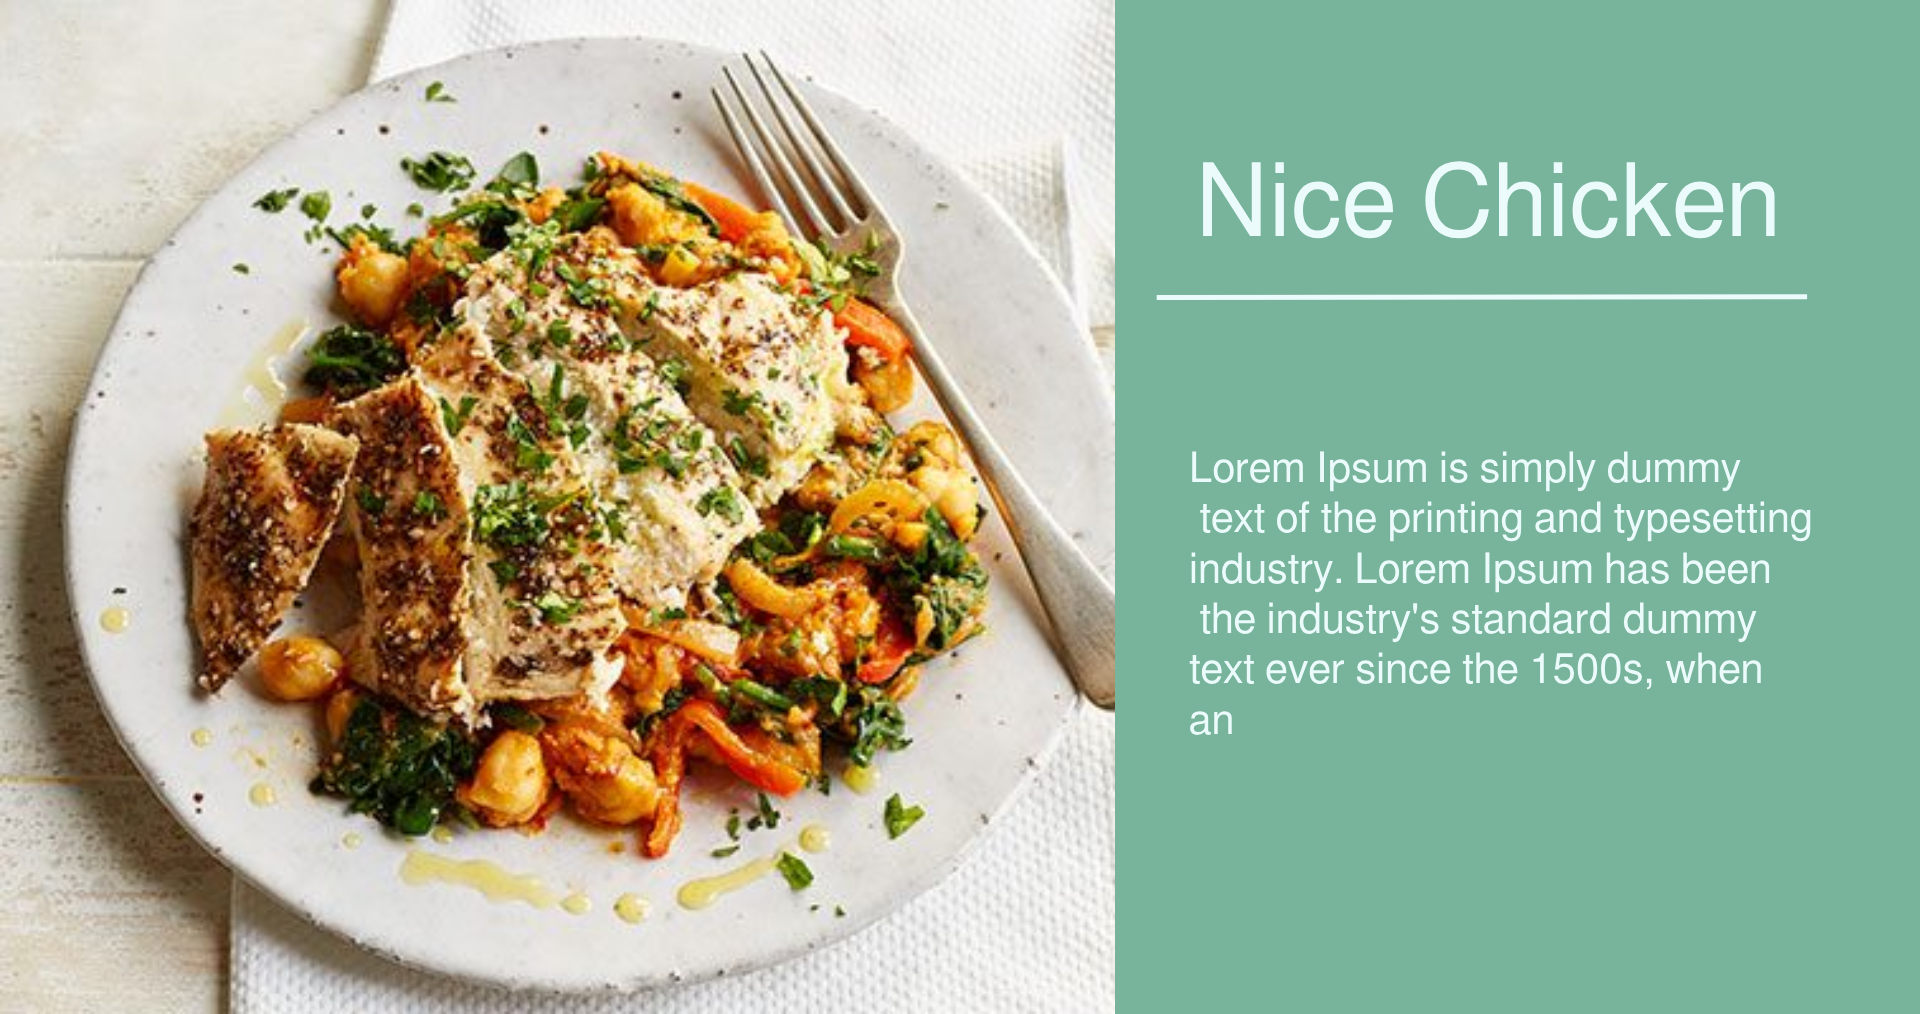 Nice Chicken
Lorem Ipsum is simply dummy
text of the printing and typesetting
industry. Lorem Ipsum has been
the industry's standard dummy
text ever since the 1500s, when
an